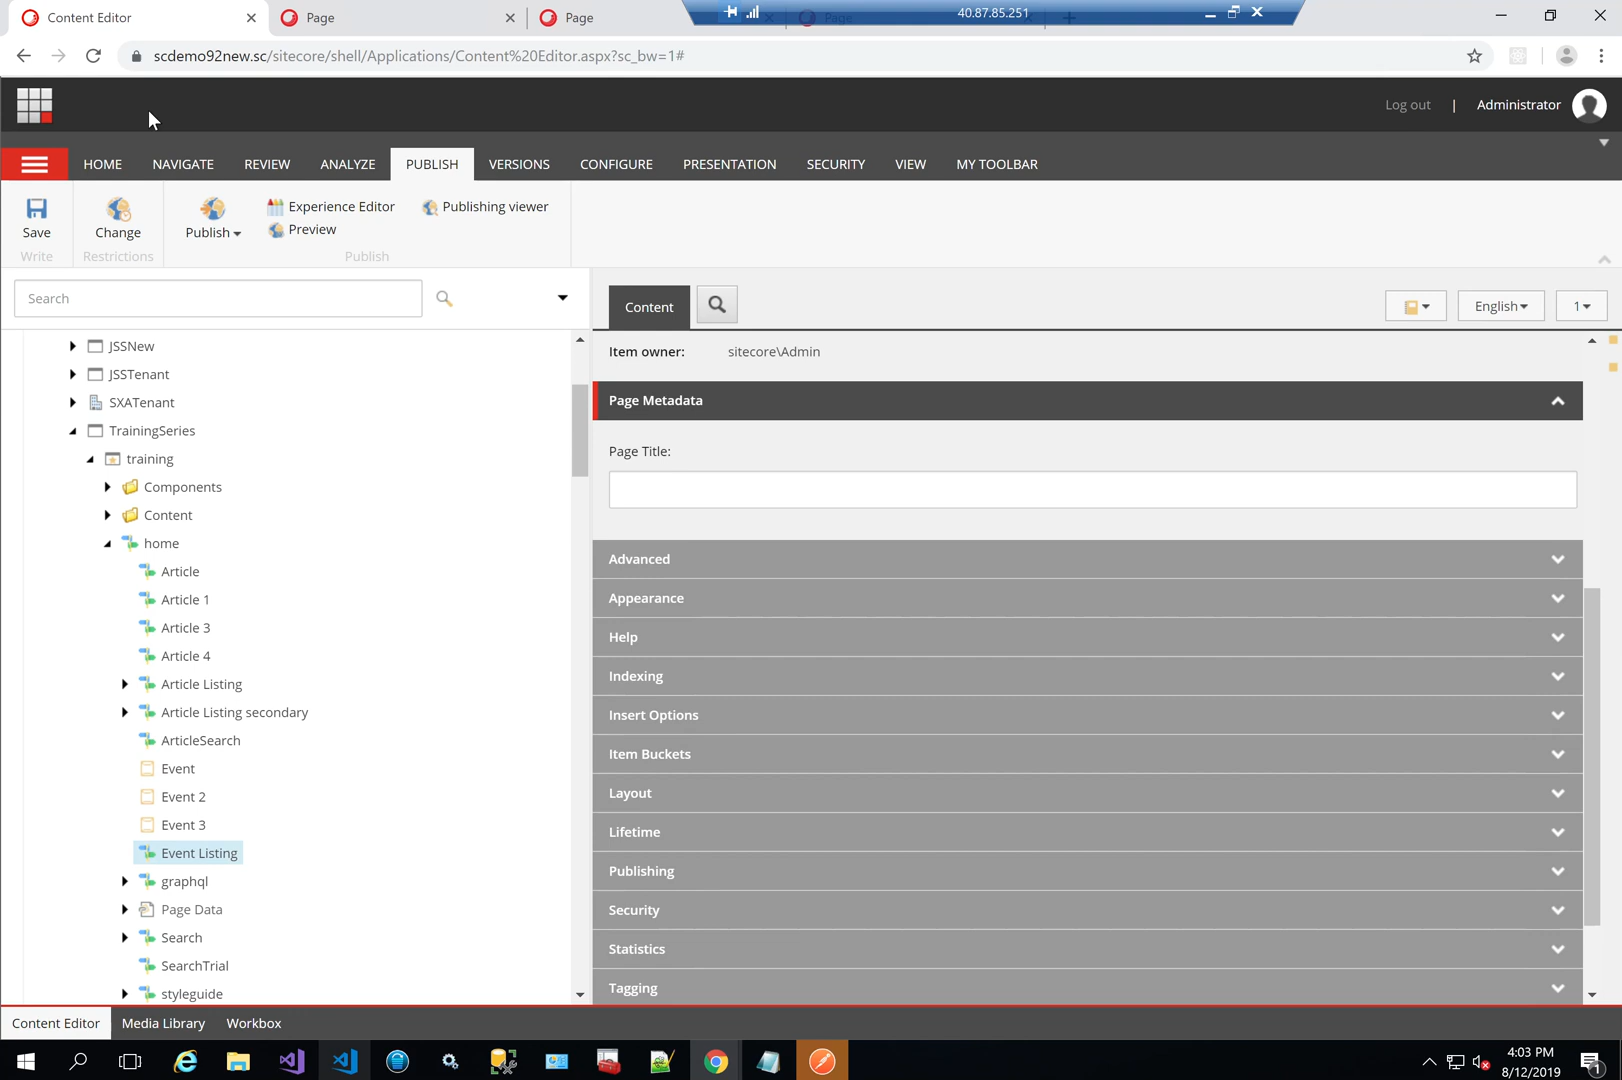 Content Editor
Page
Page
Page
40.87.85.251
scdemo92new.sc/sitecore/shell/Applications/Content%20Editor.aspx?sc_bw=1#
Log out | Administrator
HOME NAVIGATE REVIEW ANALYZE PUBLISH VERSIONS CONFIGURE PRESENTATION SECURITY VIEW MY TOOLBAR
Save
Write
Change
Restrictions
Publish
Experience Editor
Preview
Publishing viewer
Publish
Search
JSSNew
JSSTenant
SXATenant
TrainingSeries
training
Components
Content
home
Article
Article 1
Article 3
Article 4
Article Listing
Article Listing secondary
ArticleSearch
Event
Event 2
Event 3
Event Listing
graphql
Page Data
Search
SearchTrial
styleguide
Content
English
1
Item owner: sitecore\Admin
Page Metadata
Page Title:
Advanced
Appearance
Help
Indexing
Insert Options
Item Buckets
Layout
Lifetime
Publishing
Security
Statistics
Tagging
Content Editor Media Library Workbox
4:03 PM
8/12/2019
1